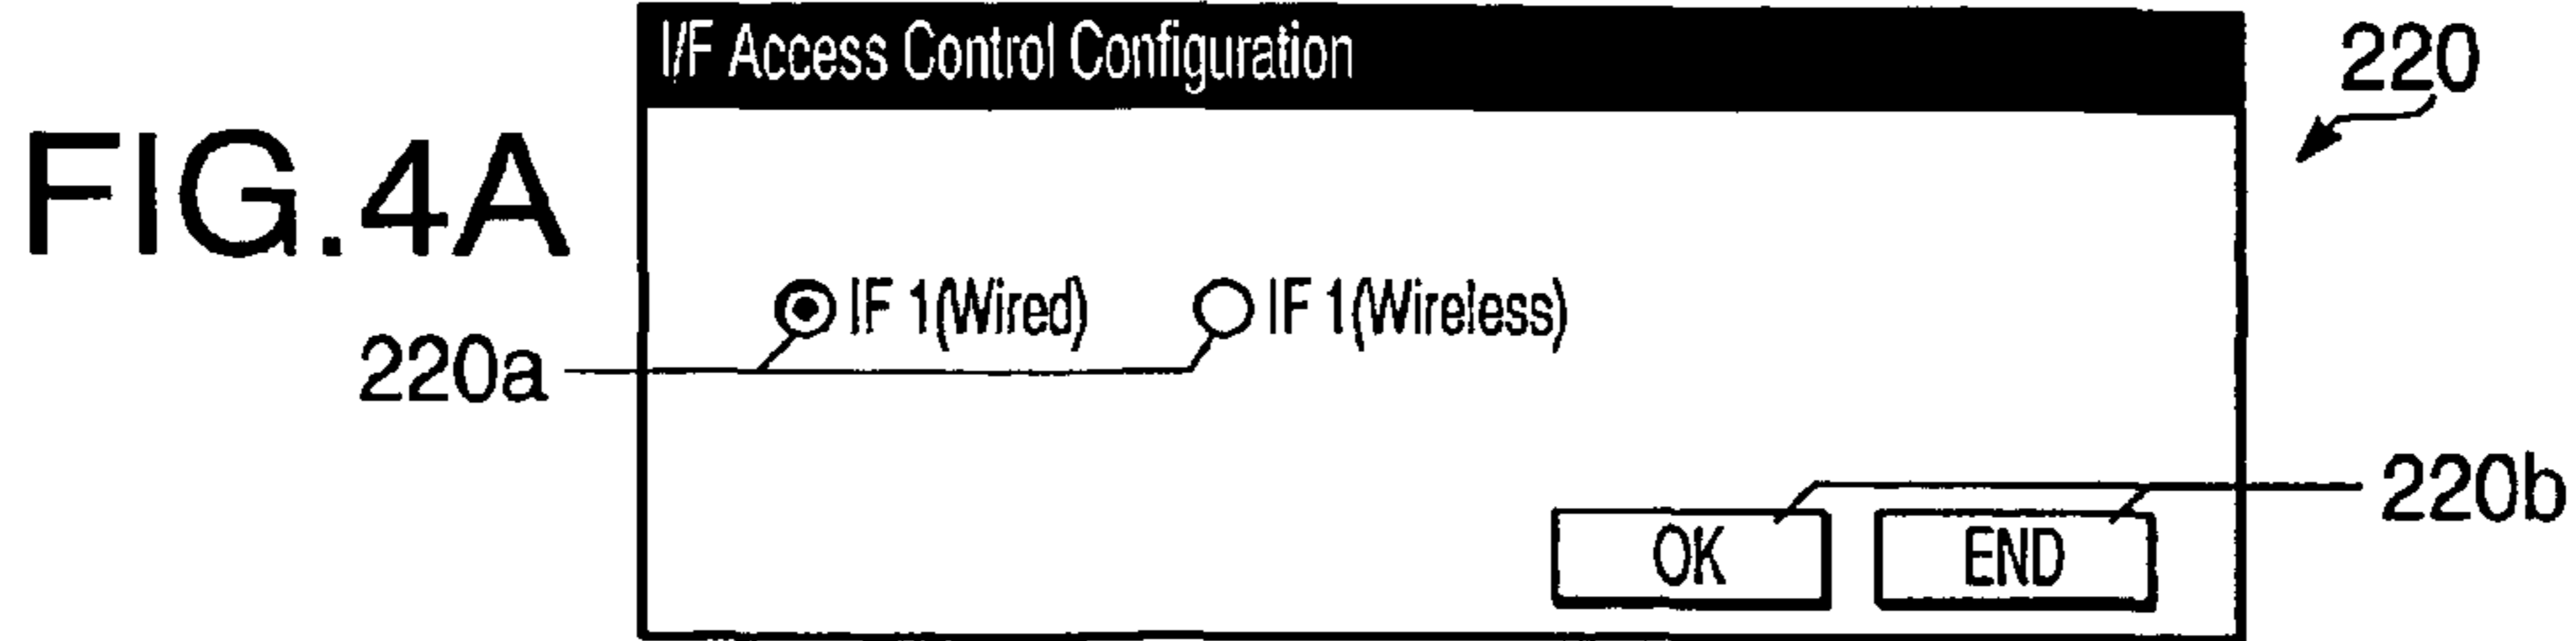 I/F Access Control Configuration
220
FIG.4A
IF 1(Wired) IF 1(Wireless)
220a
220b
OK END